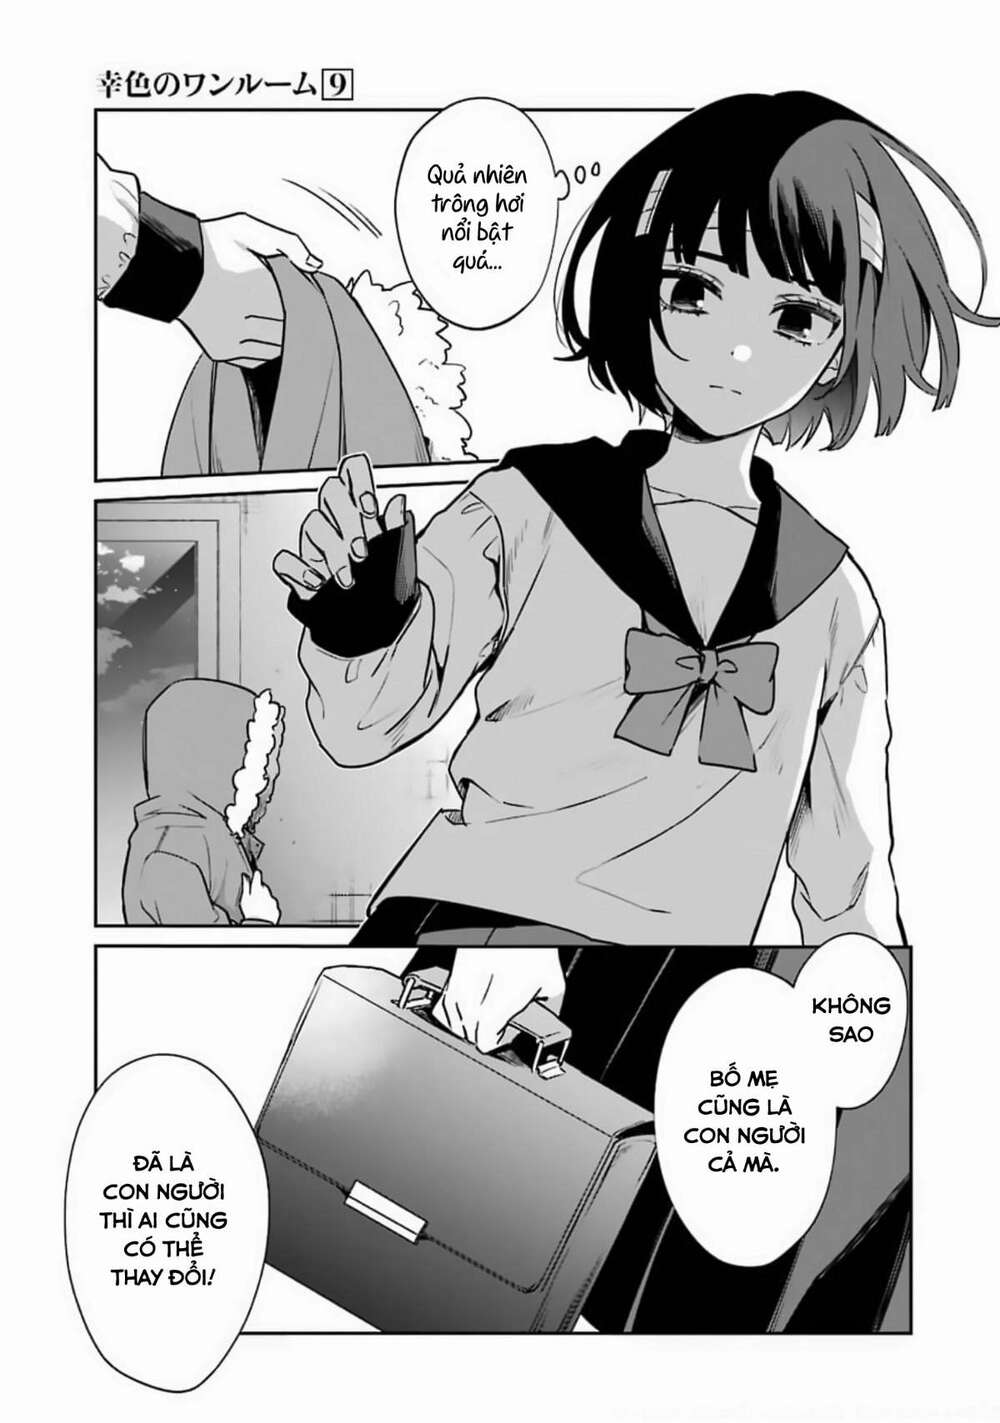 幸色のワンルーム 9
Quả nhiên
trông hơi
nổi bật
quá...
KHÔNG
SAO
BỐ MẸ
CŨNG LÀ
CON NGƯỜI
CẢ MÀ.
ĐÃ LÀ
CON NGƯỜI
THÌ AI CŨNG
CÓ THỂ
THAY ĐỔI!